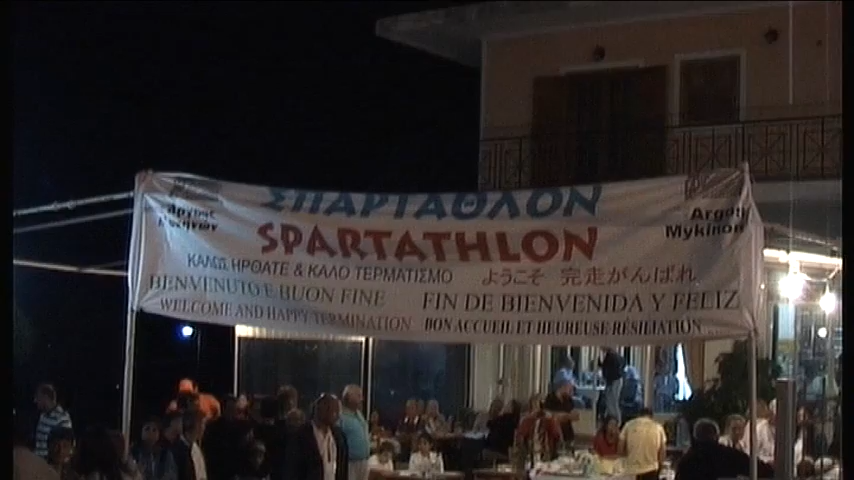 ΣΠΑΡΤΑΘΛΟΝ
SPARTATHLON
Argos
Mykinon
ΚΑΛΩΣ ΗΡΘΑΤΕ & ΚΑΛΟ ΤΕΡΜΑΤΙΣΜΟ ようこそ 完走がんばれ
BENVENUTO E BUON FINE FIN DE BIENVENIDA Y FELIZ
WELCOME AND HAPPY TERMINATION BON ACCUEIL ET HEUREUSE RÉSILIATION